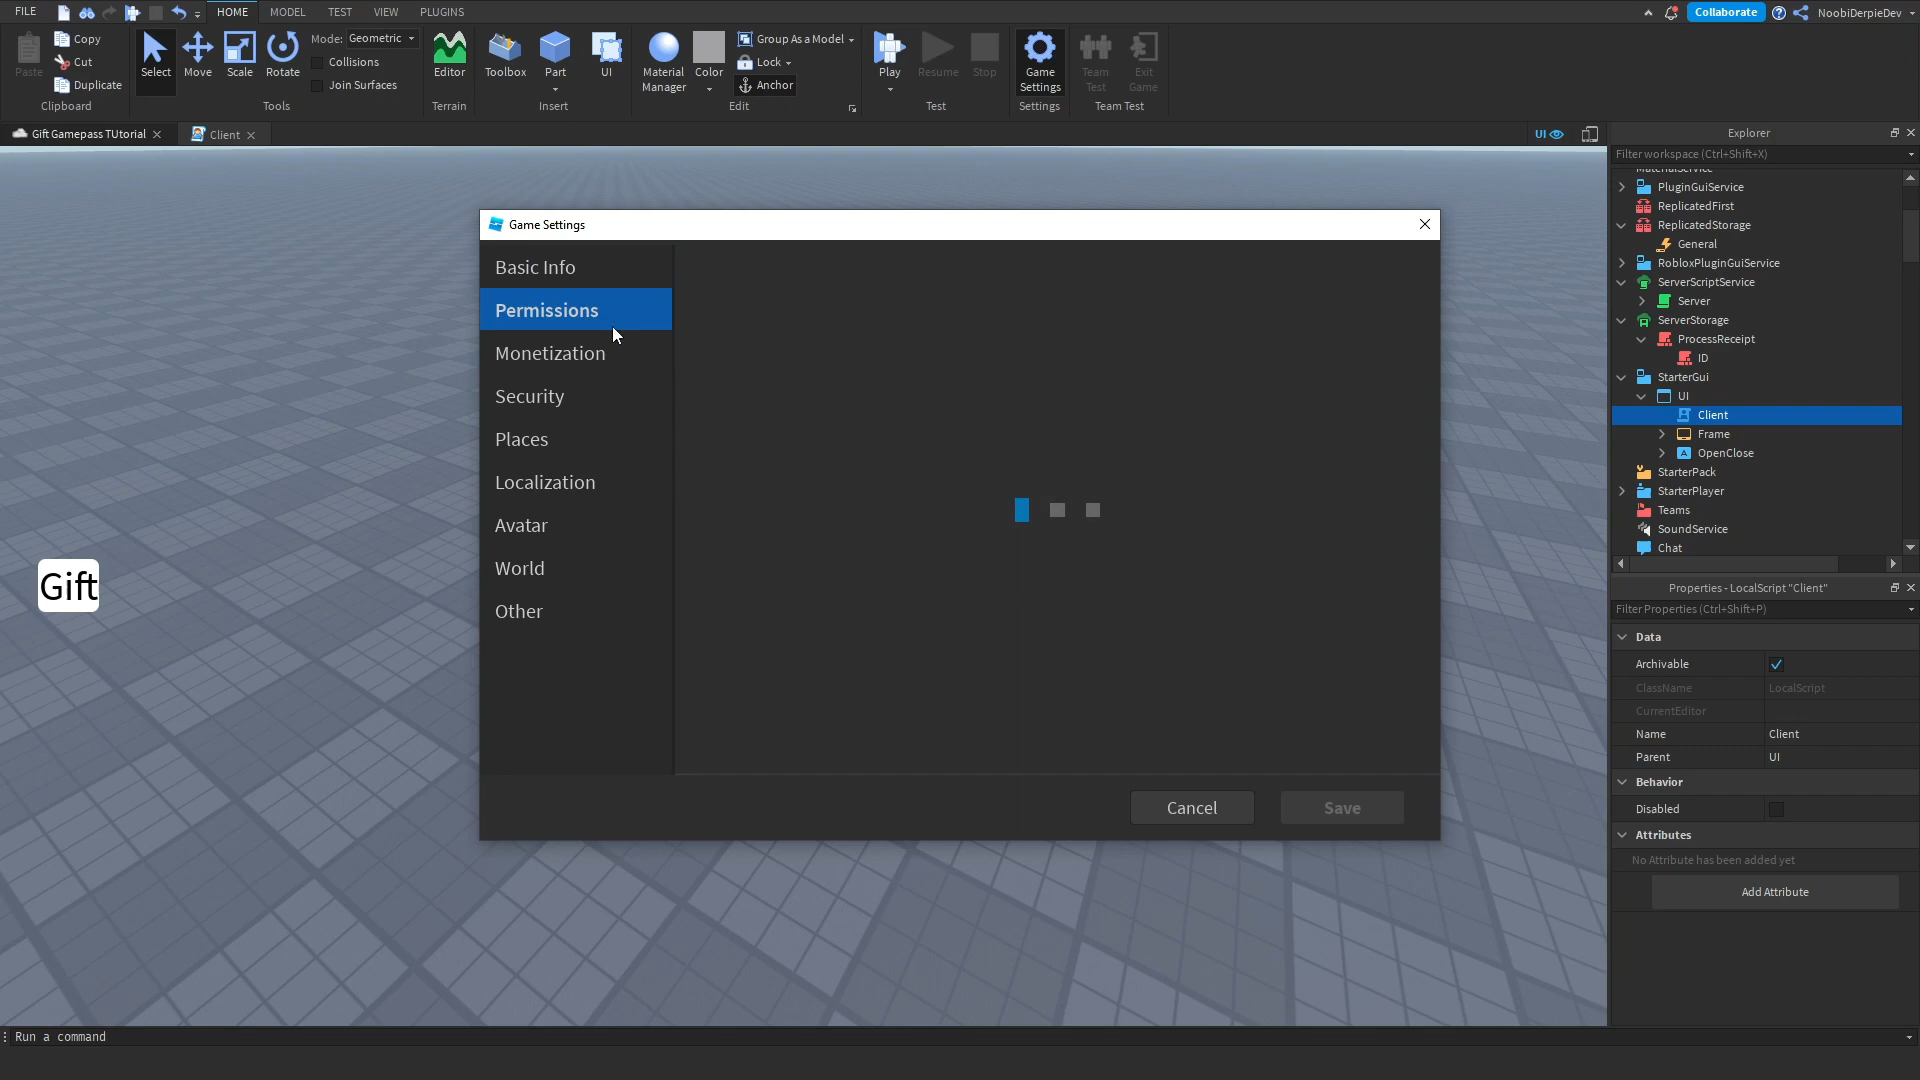 FILE
HOME
MODEL
TEST
VIEW
PLUGINS
Collaborate
NoobiDerpieDev
Paste
Copy
Cut
Duplicate
Clipboard
Select
Move
Scale
Rotate
Mode: Geometric
Collisions
Join Surfaces
Tools
Editor
Terrain
Toolbox
Part
UI
Insert
Material
Manager
Color
Group As a Model
Lock
Anchor
Edit
Play
Resume
Stop
Test
Game
Settings
Settings
Team
Test
Exit
Game
Team Test
Gift Gamepass TUtorial
Client
UI
Explorer
Filter workspace (Ctrl+Shift+X)
MaterialService
PluginGuiService
ReplicatedFirst
ReplicatedStorage
General
RobloxPluginGuiService
ServerScriptService
Server
ServerStorage
ProcessReceipt
ID
StarterGui
UI
Client
Frame
OpenClose
StarterPack
StarterPlayer
Teams
SoundService
Chat
Game Settings
Basic Info
Permissions
Monetization
Security
Places
Localization
Avatar
World
Other
Cancel
Save
Gift
Properties - LocalScript "Client"
Filter Properties (Ctrl+Shift+P)
Data
Archivable
ClassName LocalScript
CurrentEditor
Name Client
Parent UI
Behavior
Disabled
Attributes
No Attribute has been added yet
Add Attribute
Run a command